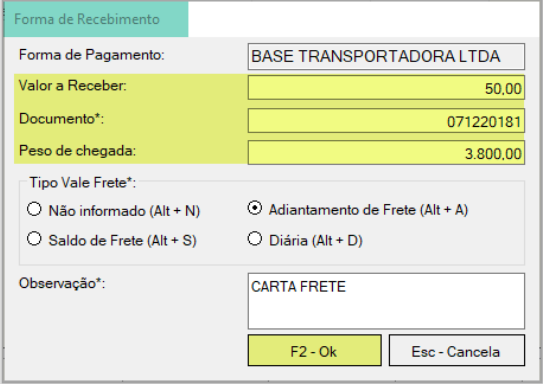 Forma de Recebimento
Forma de Pagamento: BASE TRANSPORTADORA LTDA
Valor a Receber: 50,00
Documento*: 071220181
Peso de chegada: 3.800,00
Tipo Vale Frete*:
Não informado (Alt + N) Adiantamento de Frete (Alt + A)
Saldo de Frete (Alt + S) Diária (Alt + D)
Observação*: CARTA FRETE
F2 - Ok Esc - Cancela